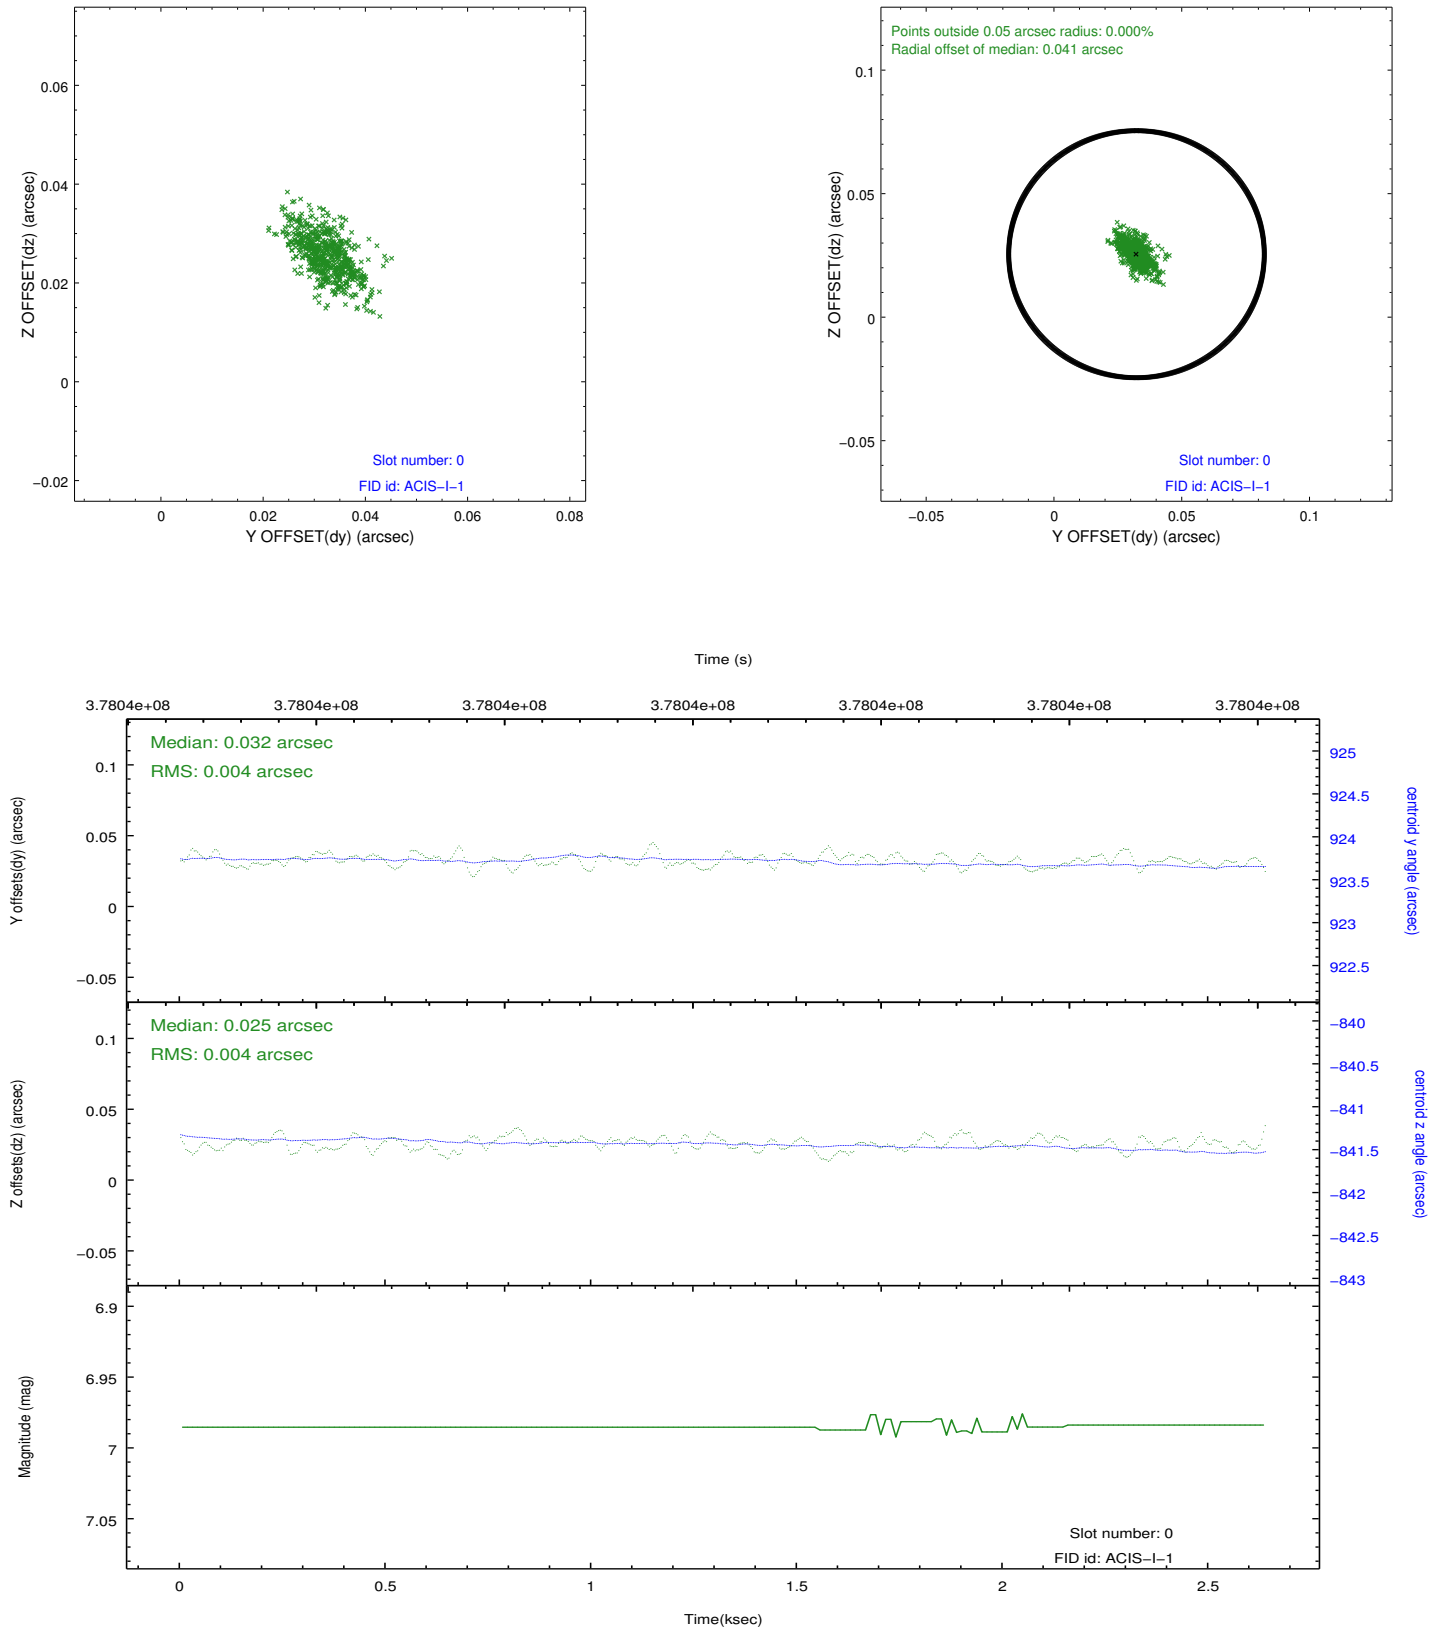 0.06
0.04
0.02
0
−0.02
Z OFFSET(dz) (arcsec)
Slot number: 0
FID id: ACIS−I−1
0
0.02
0.04
0.06
0.08
Y OFFSET(dy) (arcsec)
Points outside 0.05 arcsec radius: 0.000%
Radial offset of median: 0.041 arcsec
0.1
0.05
0
−0.05
Z OFFSET(dz) (arcsec)
Slot number: 0
FID id: ACIS−I−1
−0.05
0
0.05
0.1
Y OFFSET(dy) (arcsec)
Time (s)
3.7804e+08
3.7804e+08
3.7804e+08
3.7804e+08
3.7804e+08
3.7804e+08
3.7804e+08
Median: 0.032 arcsec
RMS: 0.004 arcsec
0.1
0.05
0
−0.05
Y offsets(dy) (arcsec)
925
924.5
924
923.5
923
922.5
centroid y angle (arcsec)
Median: 0.025 arcsec
RMS: 0.004 arcsec
0.1
0.05
0
−0.05
Z offsets(dz) (arcsec)
−840
−840.5
−841
−841.5
−842
−842.5
−843
centroid z angle (arcsec)
6.9
6.95
7
7.05
Magnitude (mag)
Slot number: 0
FID id: ACIS−I−1
0
0.5
1
1.5
2
2.5
Time(ksec)